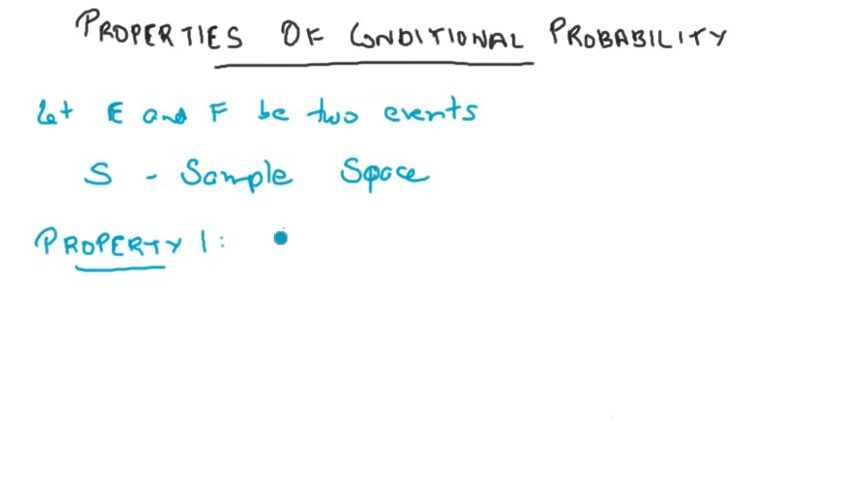 PROPERTIES OF CONDITIONAL PROBABILITY
Let E and F be two events
S - Sample Space
PROPERTY 1: